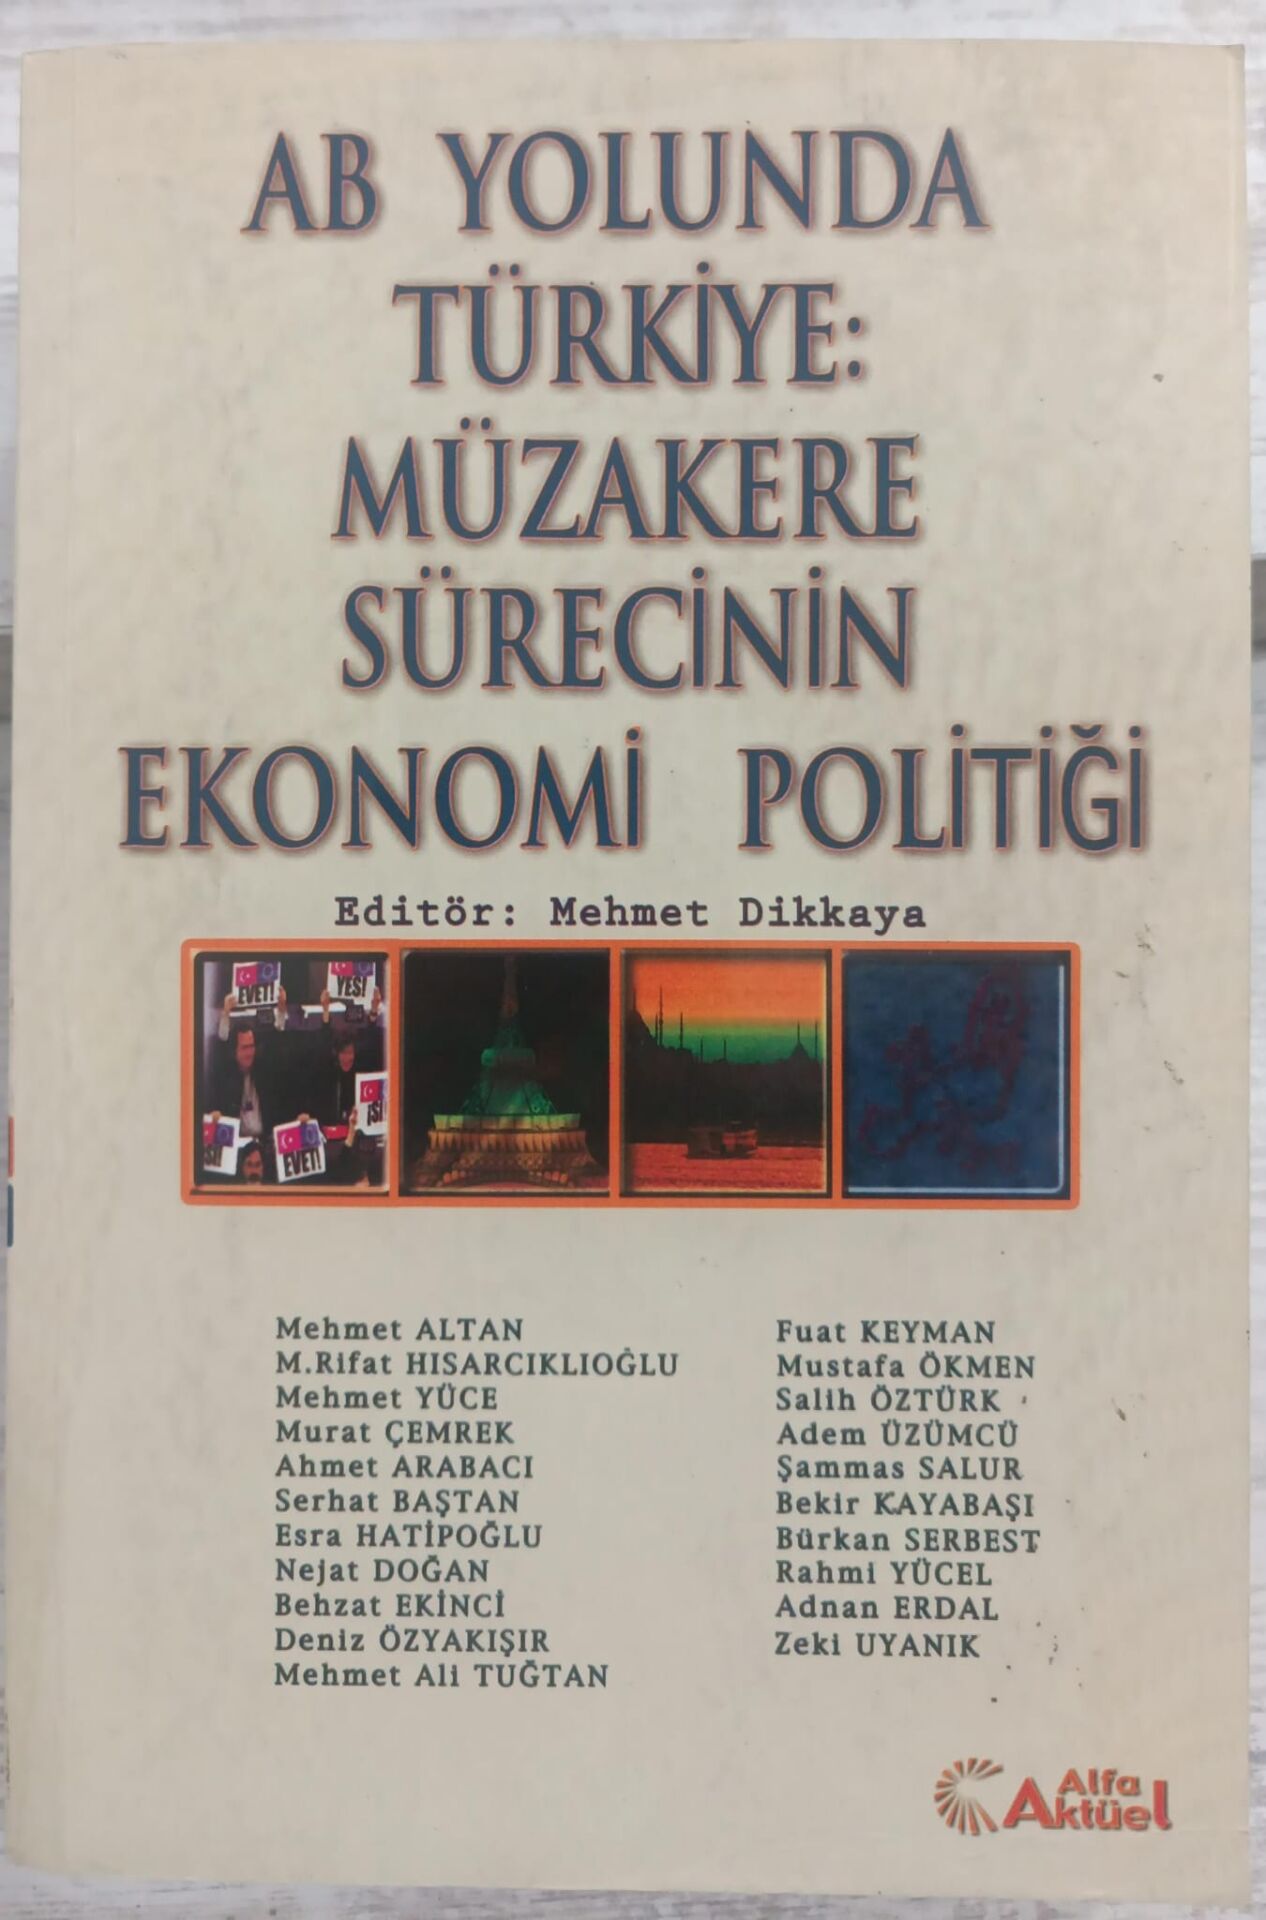 AB YOLUNDA
TÜRKİYE:
MÜZAKERE
SÜRECİNİN
EKONOMİ POLİTİĞİ
Editör: Mehmet Dikkaya
EVET!
YES!
EVET!
Mehmet ALTAN
M.Rifat HISARCIKLIOĞLU
Mehmet YÜCE
Murat ÇEMREK
Ahmet ARABACI
Serhat BAŞTAN
Esra HATİPOĞLU
Nejat DOĞAN
Behzat EKİNCİ
Deniz ÖZYAKIŞIR
Mehmet Ali TUĞTAN
Fuat KEYMAN
Mustafa ÖKMEN
Salih ÖZTÜRK
Adem ÜZÜMCÜ
Şammas SALUR
Bekir KAYABAŞI
Bürkan SERBEST
Rahmi YÜCEL
Adnan ERDAL
Zeki UYANIK
Alfa
Aktüel